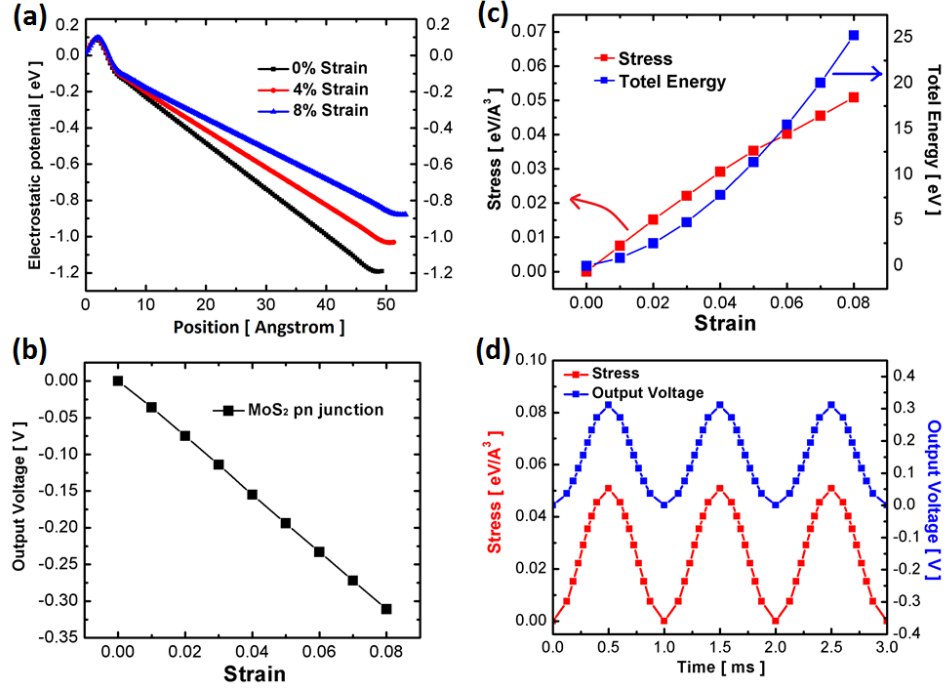 (a)
0.2
0.0
-0.2
-0.4
-0.6
-0.8
-1.0
-1.2
Electrostatic potential [ eV]
0% Strain
4% Strain
8% Strain
0.2
0.0
-0.2
-0.4
-0.6
-0.8
-1.0
-1.2
0 10 20 30 40 50
Position [ Angstrom ]
(c)
0.07
0.06
0.05
0.04
0.03
0.02
0.01
0.00
Stress [ eV/A3 ]
Stress
Totel Energy
25
20
15
10
5
0
Totel Energy
[ eV]
0.00 0.02 0.04 0.06 0.08
Strain
(b)
0.00
-0.05
-0.10
-0.15
-0.20
-0.25
-0.30
-0.35
Output Voltage [ V ]
MoS2 pn junction
0.00 0.02 0.04 0.06 0.08
Strain
(d)
0.10
0.08
0.06
0.04
0.02
0.00
Stress [ eV/A3 ]
Stress
Output Voltage
0.4
0.3
0.2
0.1
0.0
-0.1
-0.2
-0.3
-0.4
Output Voltage
[ V ]
0.0 0.5 1.0 1.5 2.0 2.5 3.0
Time [ ms ]